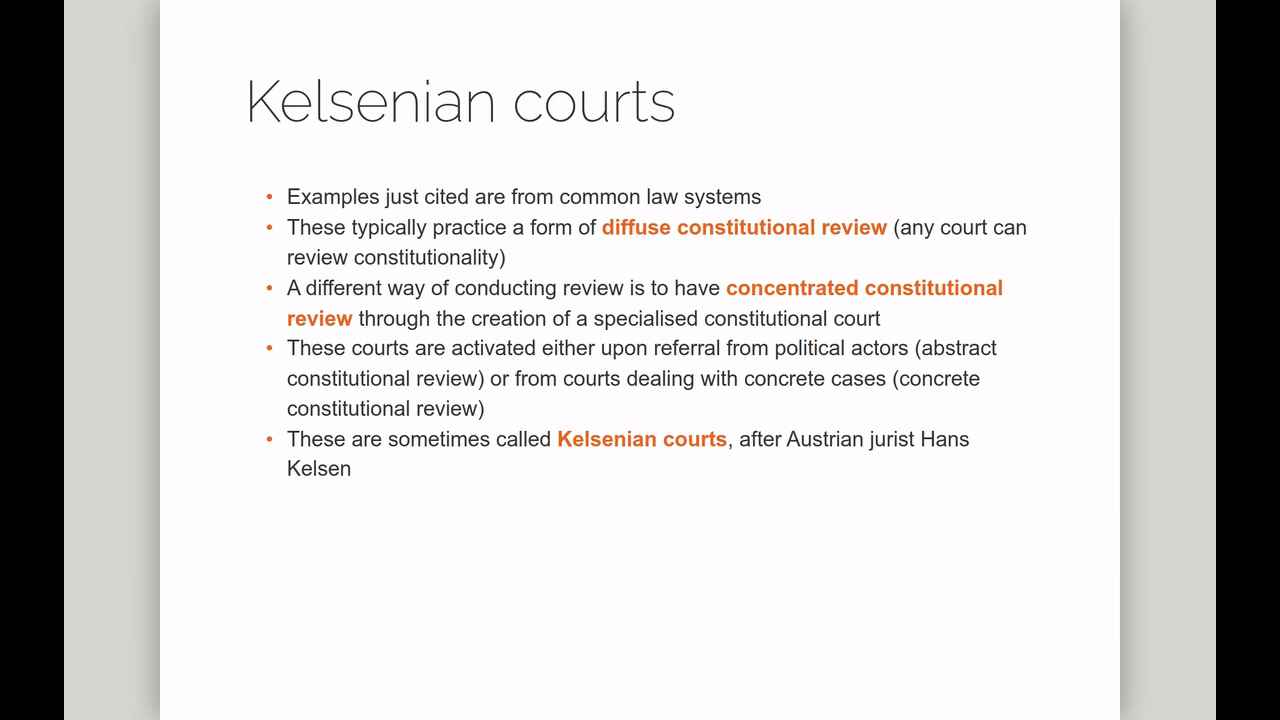 Kelsenian courts
• Examples just cited are from common law systems
• These typically practice a form of diffuse constitutional review (any court can
review constitutionality)
• A different way of conducting review is to have concentrated constitutional
review through the creation of a specialised constitutional court
• These courts are activated either upon referral from political actors (abstract
constitutional review) or from courts dealing with concrete cases (concrete
constitutional review)
• These are sometimes called Kelsenian courts, after Austrian jurist Hans
Kelsen